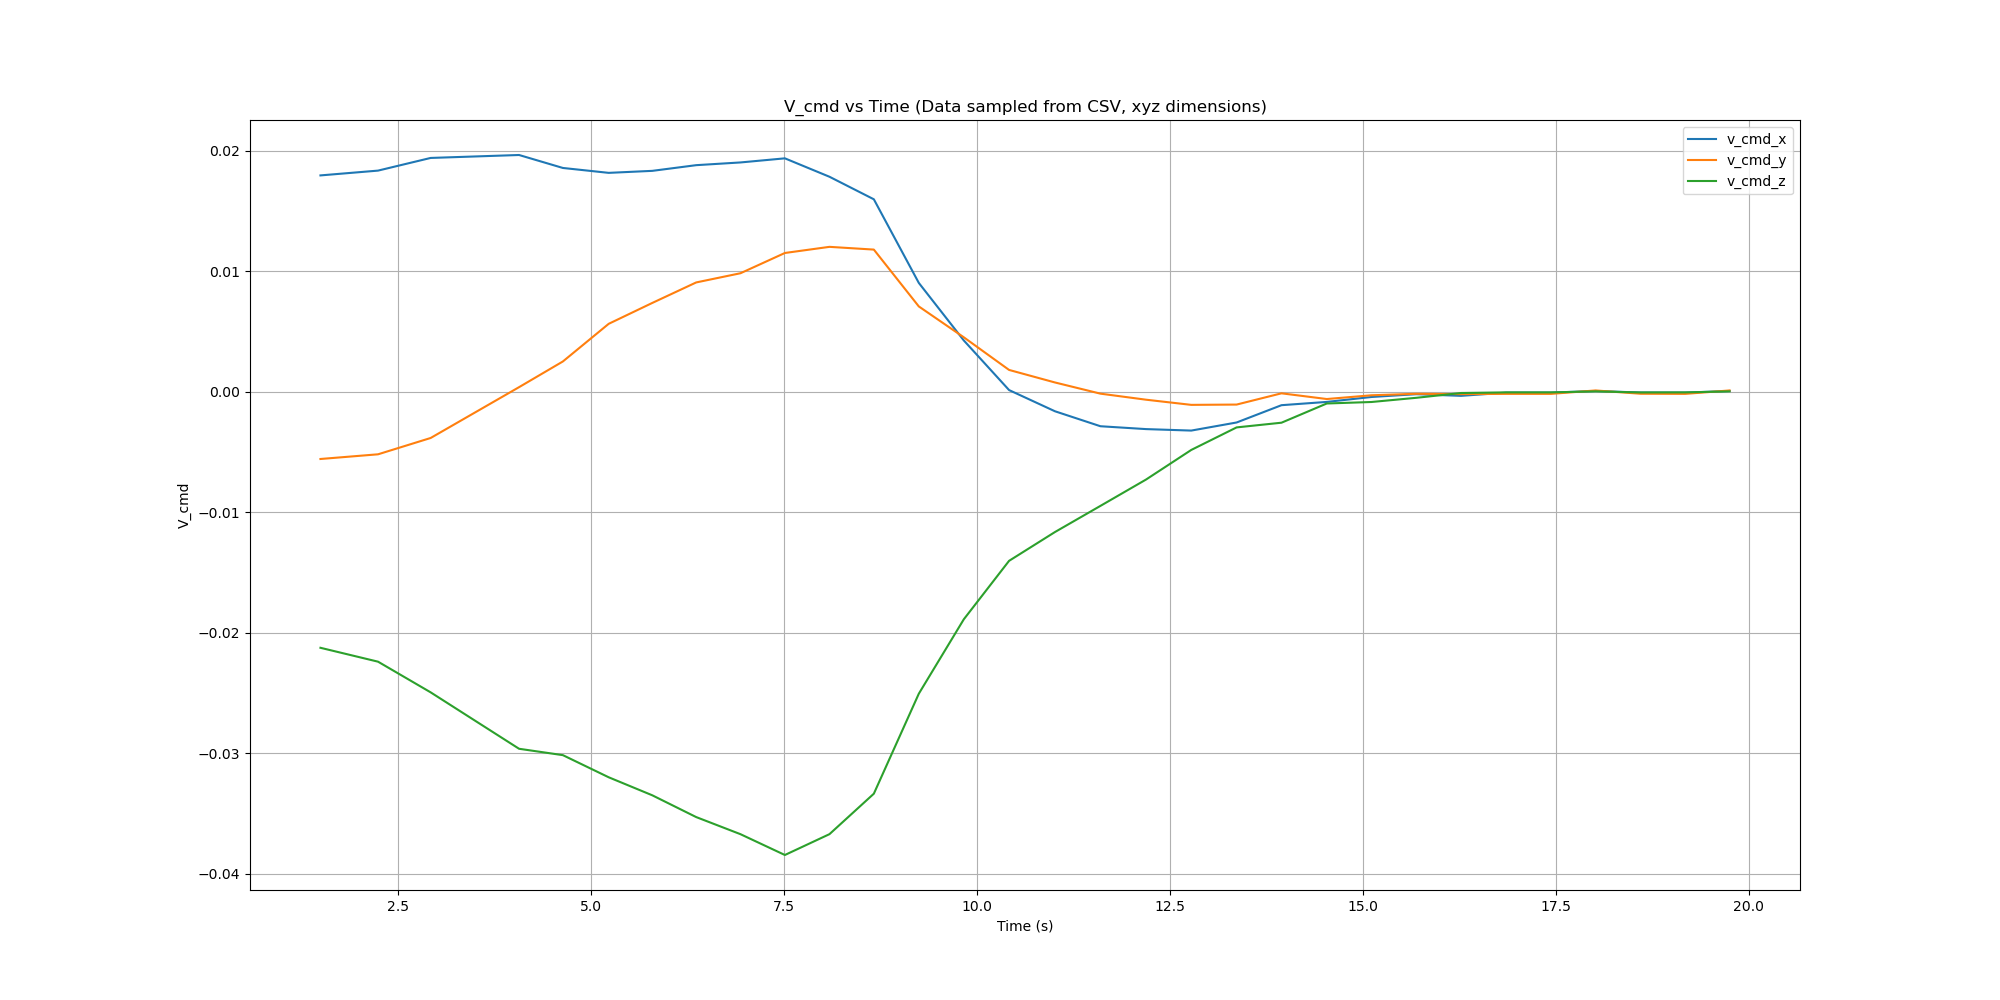 V_cmd vs Time (Data sampled from CSV, xyz dimensions)
v_cmd_x
v_cmd_y
v_cmd_z
0.02
0.01
0.00
−0.01
−0.02
−0.03
−0.04
V_cmd
2.5 5.0 7.5 10.0 12.5 15.0 17.5 20.0
Time (s)